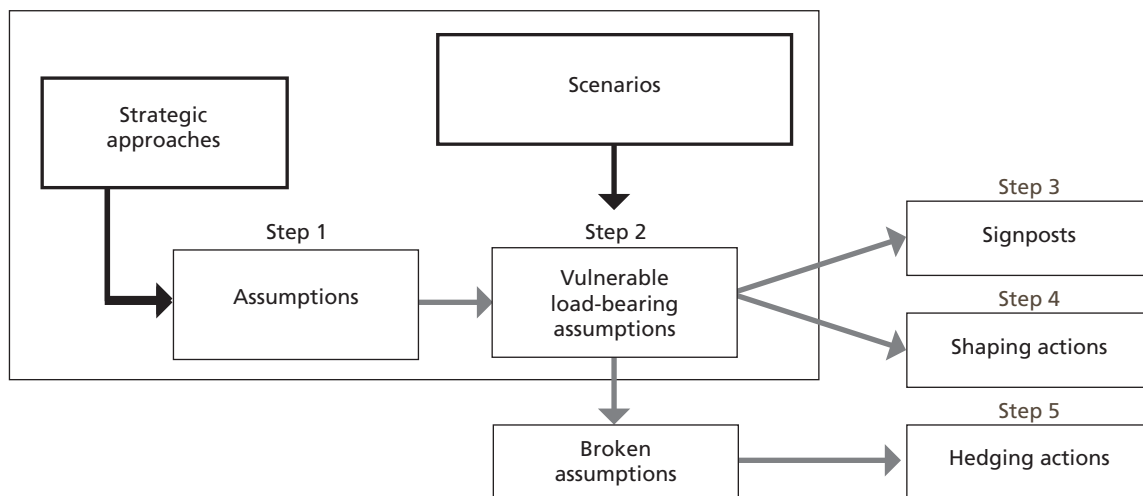 Strategic
approaches
Scenarios
Step 1
Assumptions
Step 2
Vulnerable
load-bearing
assumptions
Step 3
Signposts
Step 4
Shaping actions
Broken
assumptions
Step 5
Hedging actions